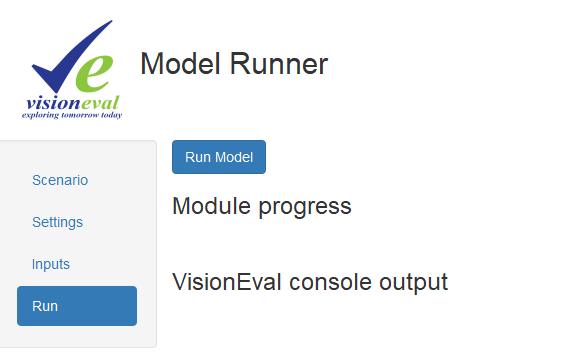 Model Runner
visioneval
exploring tomorrow today
Scenario
Settings
Inputs
Run
Run Model
Module progress
VisionEval console output